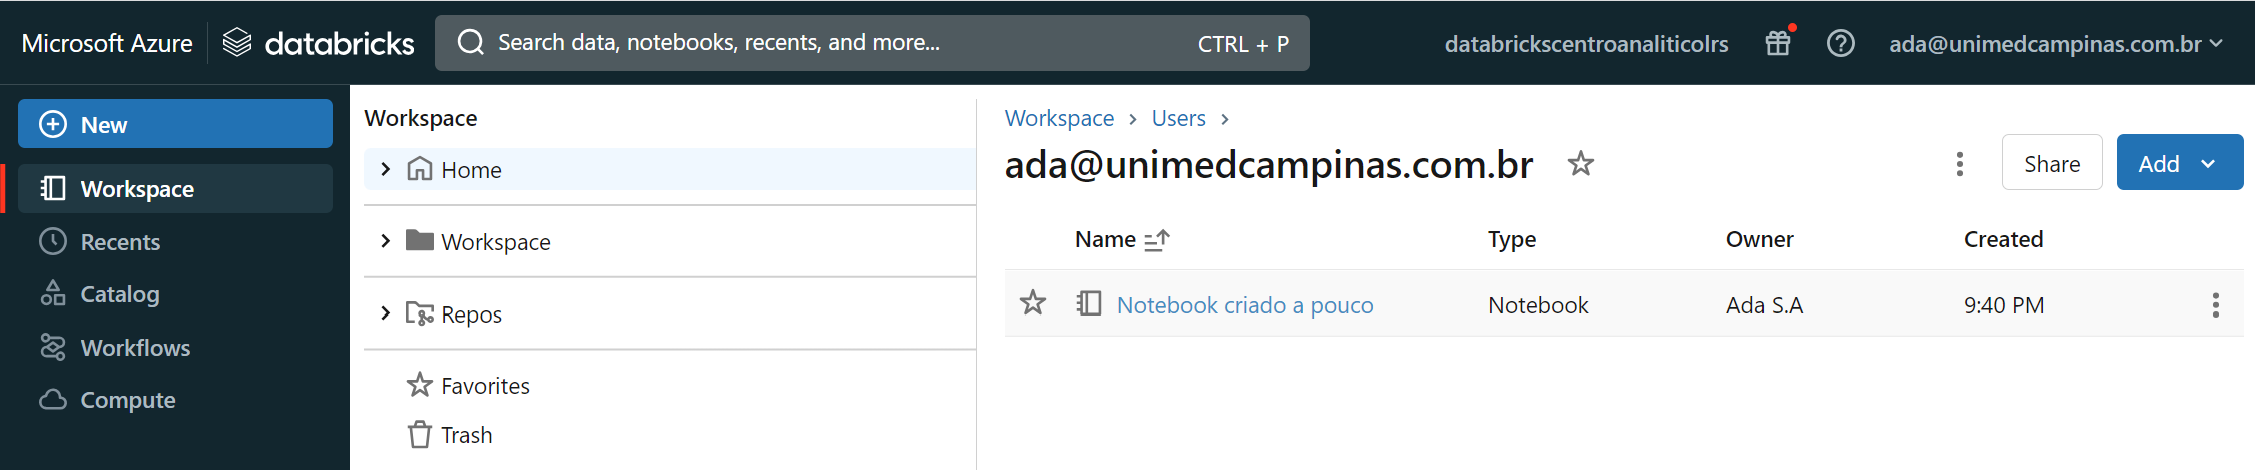 Microsoft Azure databricks Search data, notebooks, recents, and more... CTRL + P databrickscentroanaliticolrs ada@unimedcampinas.com.br
New
Workspace
Recents
Catalog
Workflows
Compute
Workspace
Home
Workspace
Repos
Favorites
Trash
Workspace > Users >
ada@unimedcampinas.com.br
Share Add
Name Type Owner Created
Notebook criado a pouco Notebook Ada S.A 9:40 PM